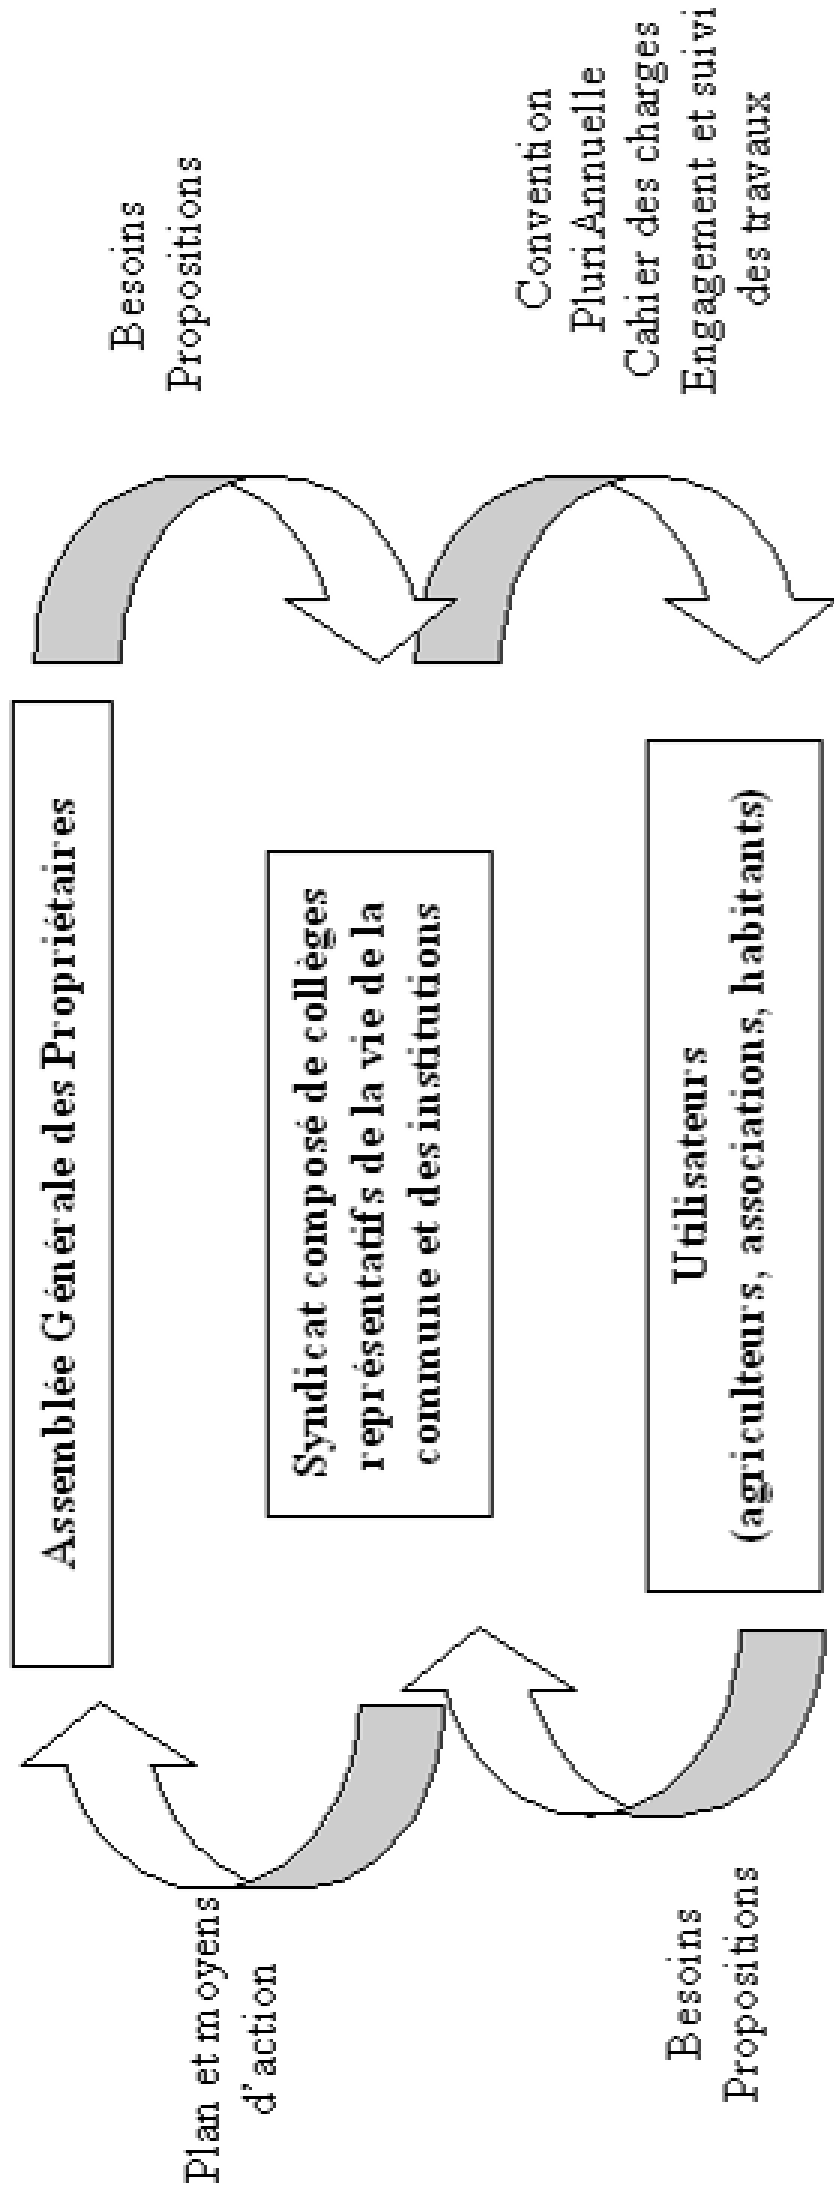 Assemblée Générale des Propriétaires
Besoins
Propositions
Plan et moyens
d'action
Syndicat composé de collèges
représentatifs de la vie de la
commune et des institutions
Convention
PluriAnnuelle
Cahier des charges
Engagement et suivi
des travaux
Besoins
Propositions
Utilisateurs
(agriculteurs, associations, habitants)